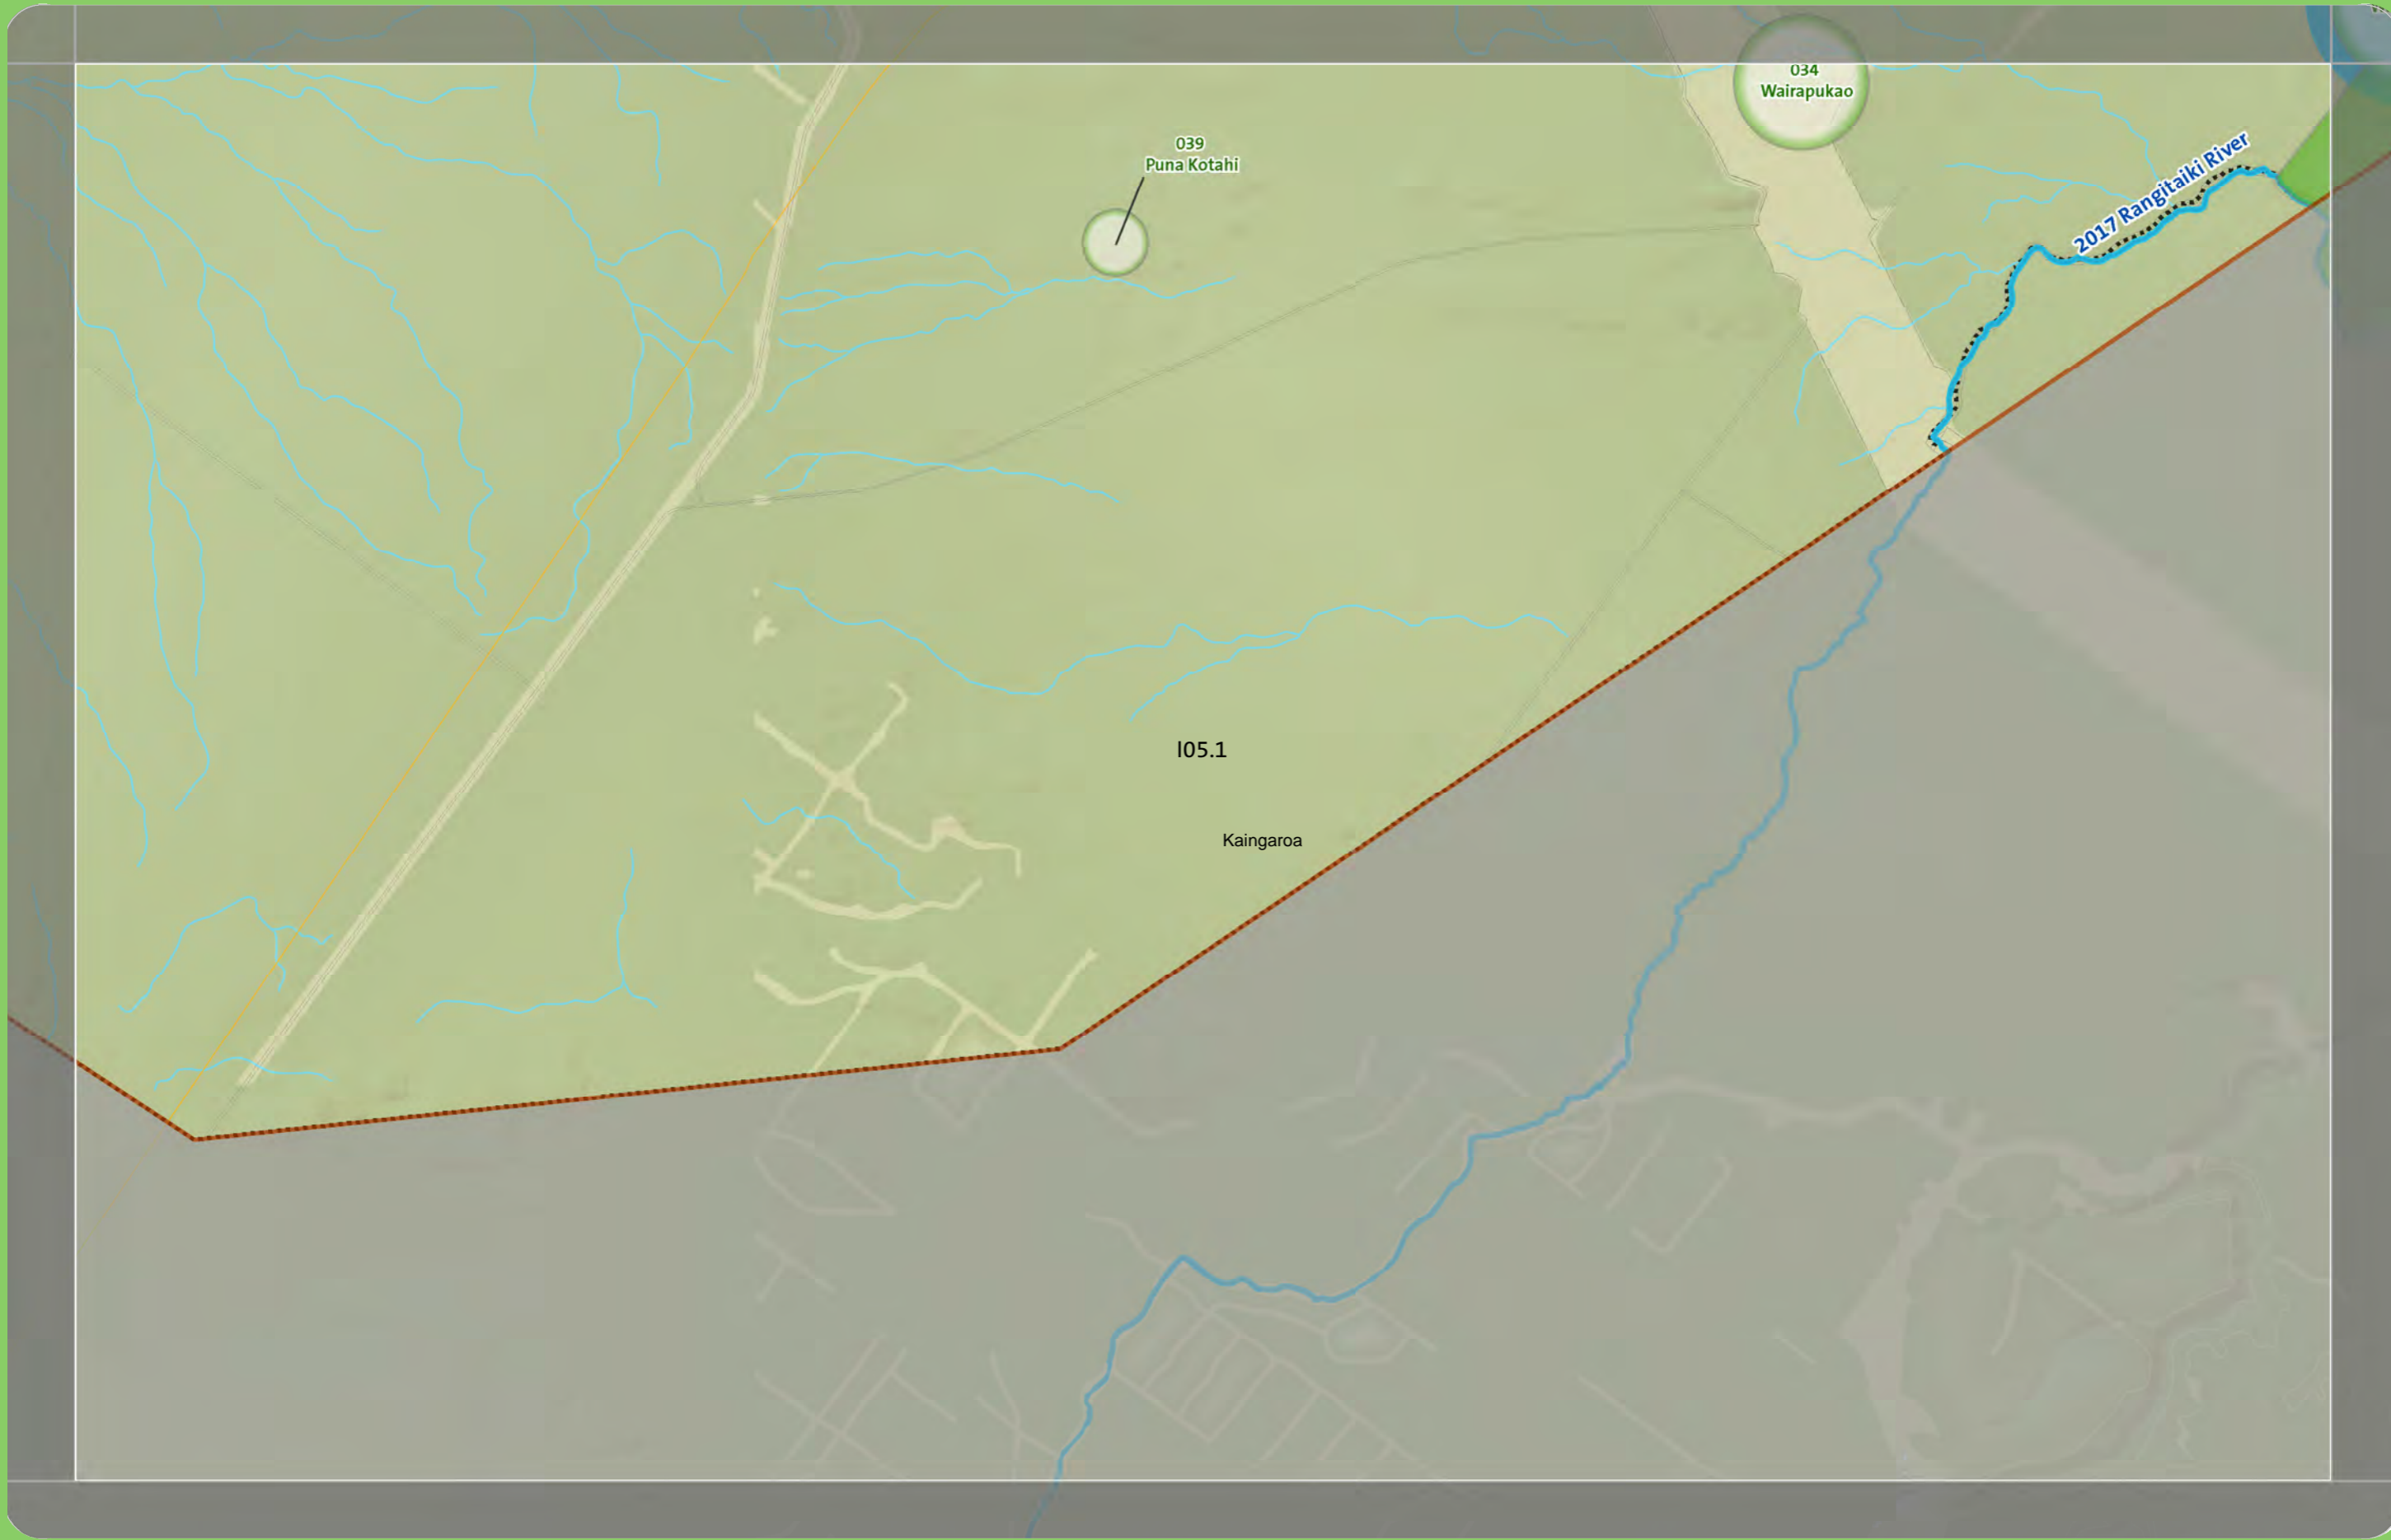 034
Wairapukao
039
Puna Kotahi
2017 Rangitaiki River
I05.1
Kaingaroa